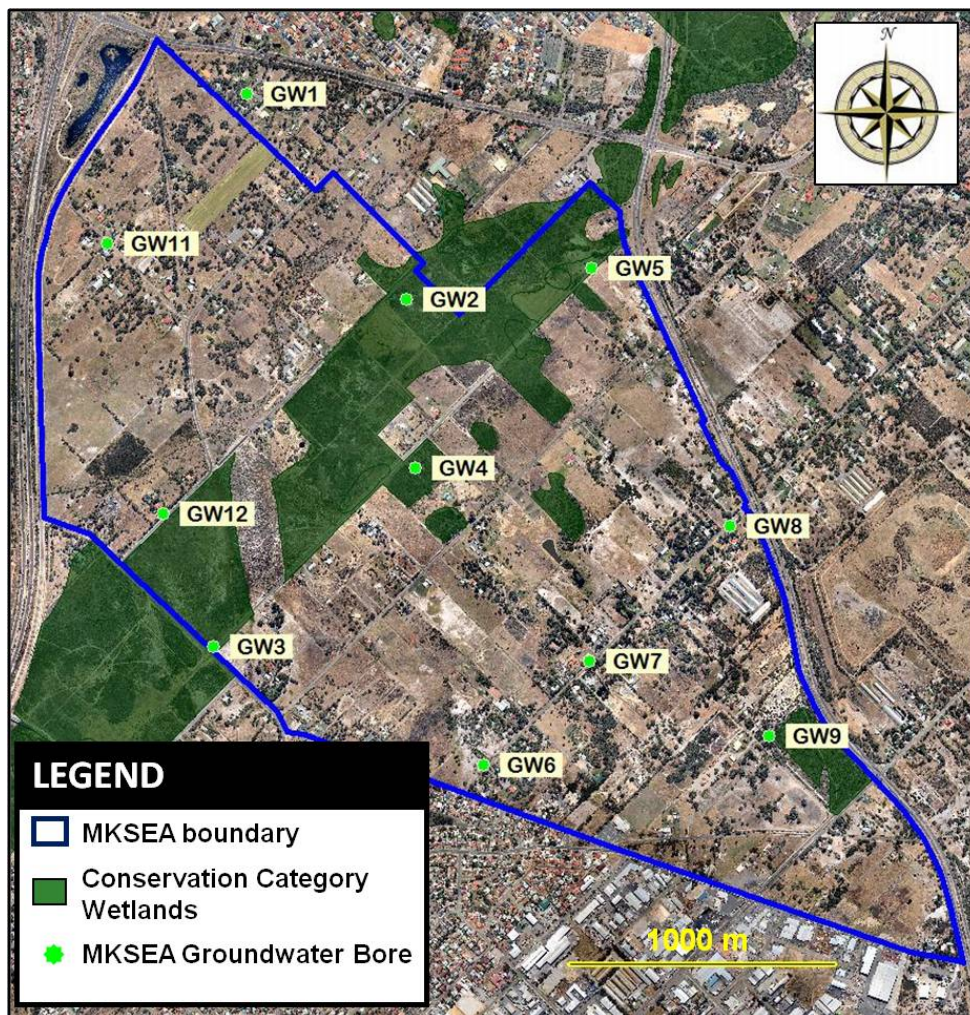 N
GW1
GW11
GW5
GW2
GW4
GW12
GW8
GW3
GW7
GW9
GW6
LEGEND
MKSEA boundary
Conservation Category
Wetlands
MKSEA Groundwater Bore
1000 m